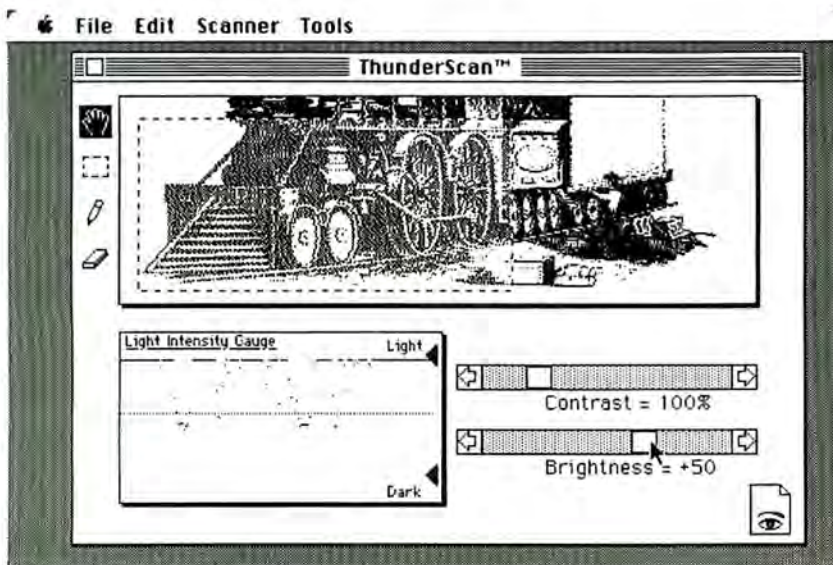 File Edit Scanner Tools
ThunderScan™
Light Intensity Gauge
Light
Dark
Contrast = 100%
Brightness = +50